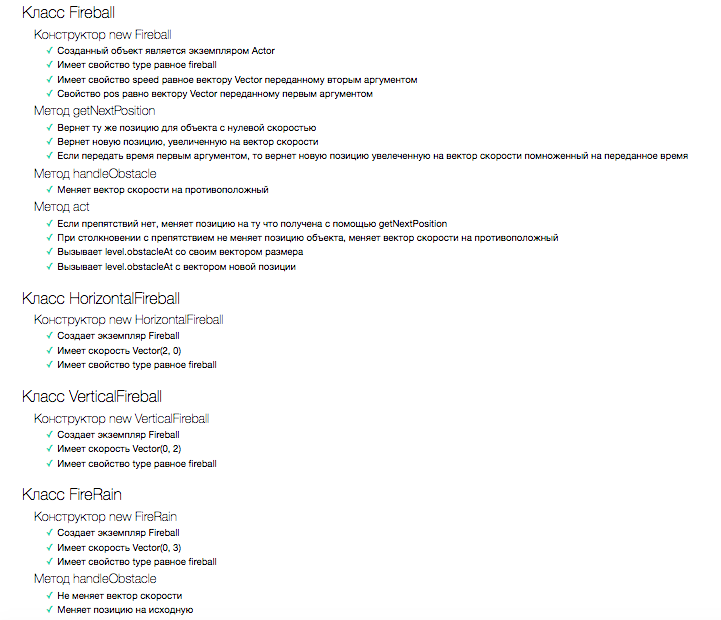 Класс Fireball
Конструктор new Fireball
✓ Созданный объект является экземпляром Actor
✓ Имеет свойство type равное fireball
✓ Имеет свойство speed равное вектору Vector переданному вторым аргументом
✓ Свойство pos равно вектору Vector переданному первым аргументом
Метод getNextPosition
✓ Вернет ту же позицию для объекта с нулевой скоростью
✓ Вернет новую позицию, увеличенную на вектор скорости
✓ Если передать время первым аргументом, то вернет новую позицию увелеченную на вектор скорости помноженный на переданное время
Метод handleObstacle
✓ Меняет вектор скорости на противоположный
Метод act
✓ Если препятствий нет, меняет позицию на ту что получена с помощью getNextPosition
✓ При столкновении с препятствием не меняет позицию объекта, меняет вектор скорости на противоположный
✓ Вызывает level.obstacleAt со своим вектором размера
✓ Вызывает level.obstacleAt с вектором новой позиции
Класс HorizontalFireball
Конструктор new HorizontalFireball
✓ Создает экземпляр Fireball
✓ Имеет скорость Vector(2, 0)
✓ Имеет свойство type равное fireball
Класс VerticalFireball
Конструктор new VerticalFireball
✓ Создает экземпляр Fireball
✓ Имеет скорость Vector(0, 2)
✓ Имеет свойство type равное fireball
Класс FireRain
Конструктор new FireRain
✓ Создает экземпляр Fireball
✓ Имеет скорость Vector(0, 3)
✓ Имеет свойство type равное fireball
Метод handleObstacle
✓ Не меняет вектор скорости
✓ Меняет позицию на исходную